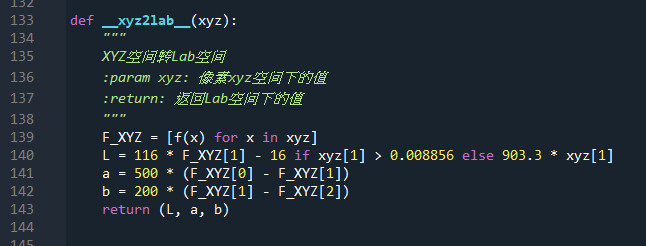 132
133 def __xyz2lab__(xyz):
134 """
135 XYZ空间转Lab空间
136 :param xyz: 像素xyz空间下的值
137 :return: 返回Lab空间下的值
138 """
139 F_XYZ = [f(x) for x in xyz]
140 L = 116 * F_XYZ[1] - 16 if xyz[1] > 0.008856 else 903.3 * xyz[1]
141 a = 500 * (F_XYZ[0] - F_XYZ[1])
142 b = 200 * (F_XYZ[1] - F_XYZ[2])
143 return (L, a, b)
144
145